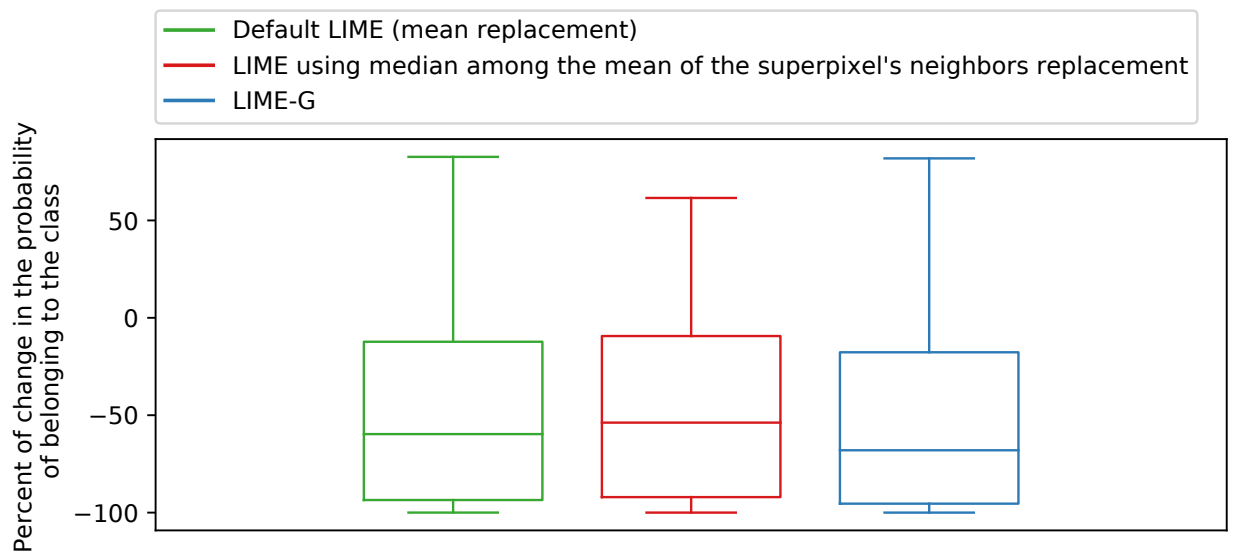 Default LIME (mean replacement)
LIME using median among the mean of the superpixel's neighbors replacement
LIME-G
Percent of change in the probability
of belonging to the class
50
0
−50
−100